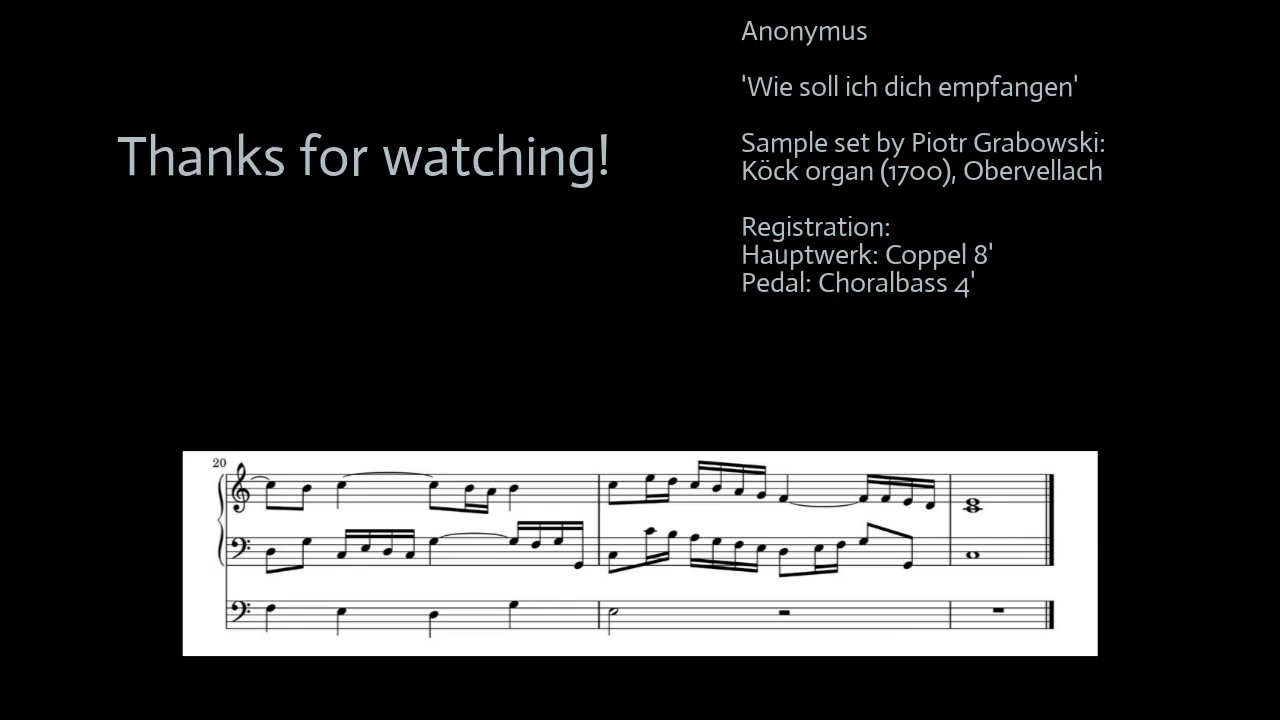 Thanks for watching!
Anonymus
'Wie soll ich dich empfangen'
Sample set by Piotr Grabowski:
Köck organ (1700), Obervellach
Registration:
Hauptwerk: Coppel 8'
Pedal: Choralbass 4'
20